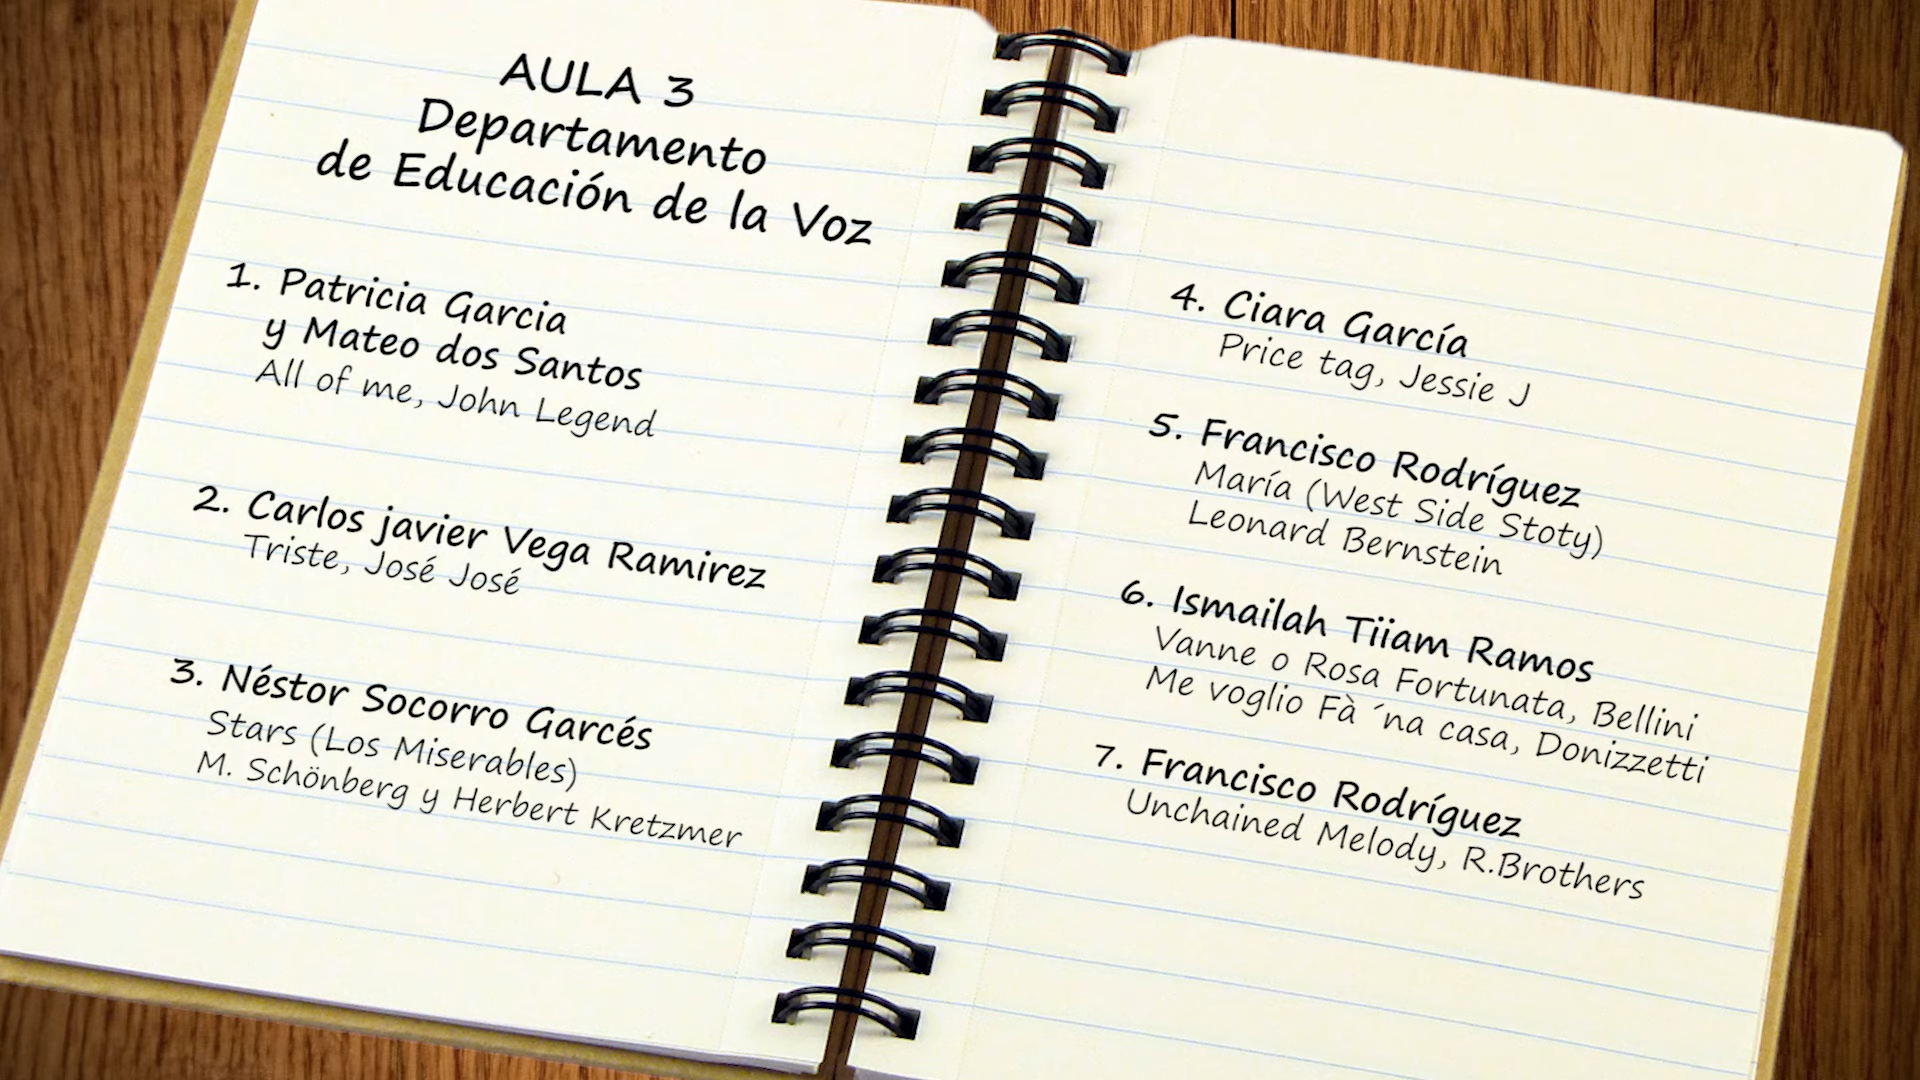 AULA 3
Departamento
de Educación de la Voz
1. Patricia Garcia
y Mateo dos Santos
All of me, John Legend
2. Carlos javier Vega Ramirez
Triste, José José
3. Néstor Socorro Garcés
Stars (Los Miserables)
M. Schönberg y Herbert Kretzmer
4. Ciara García
Price tag, Jessie J
5. Francisco Rodríguez
María (West Side Stoty)
Leonard Bernstein
6. Ismailah Tiiam Ramos
Vanne o Rosa Fortunata, Bellini
Me voglio Fà ´na casa, Donizzetti
7. Francisco Rodríguez
Unchained Melody, R.Brothers